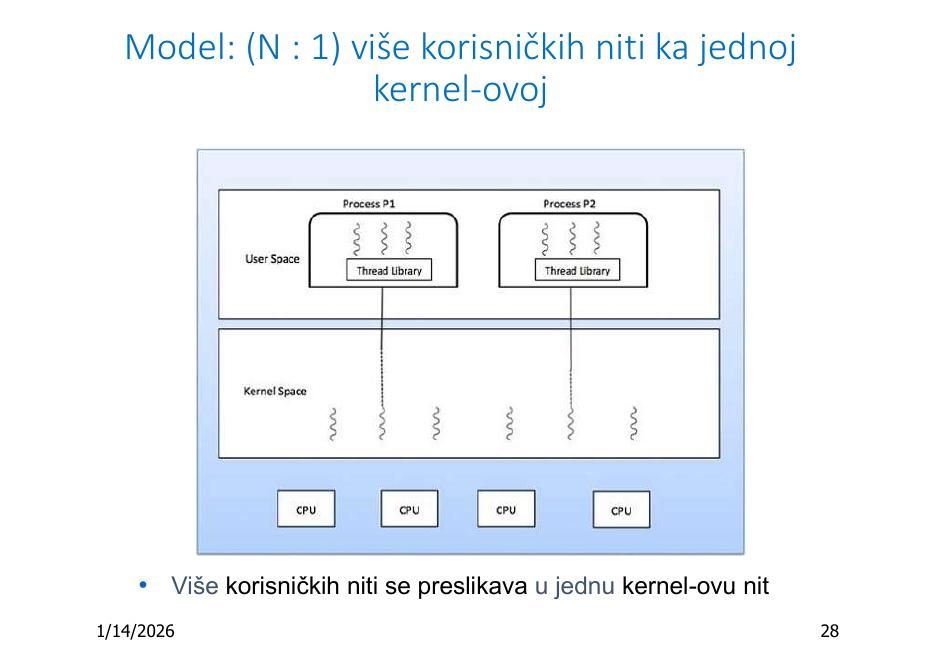 Model: (N : 1) više korisničkih niti ka jednoj
kernel-ovoj
Process P1
Process P2
User Space
Thread Library
Thread Library
Kernel Space
CPU
CPU
CPU
CPU
• Više korisničkih niti se preslikava u jednu kernel-ovu nit
1/14/2026
28